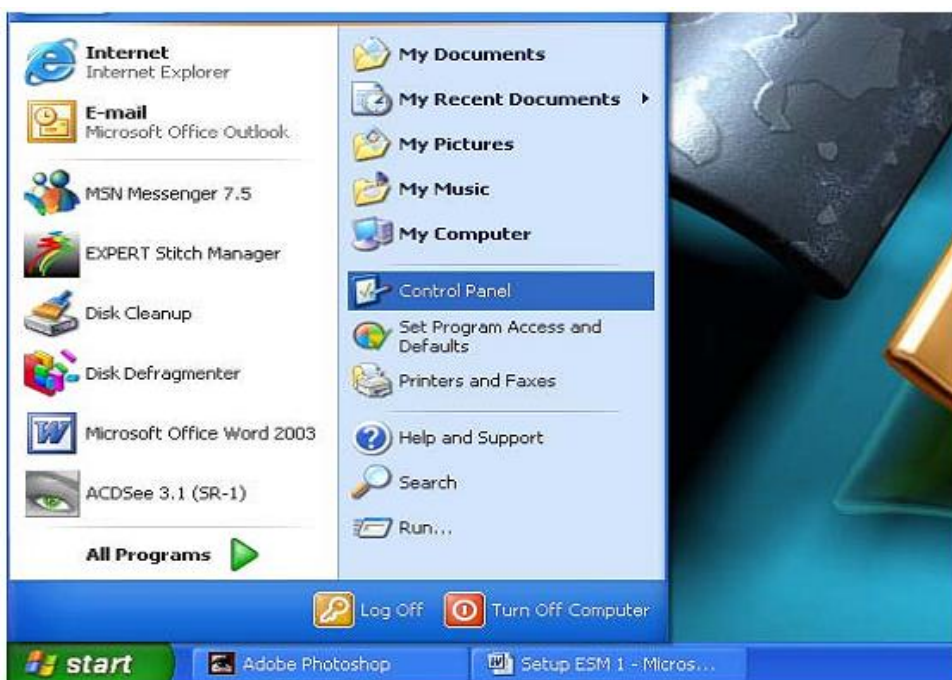 Internet
Internet Explorer
E-mail
Microsoft Office Outlook
MSN Messenger 7.5
EXPERT Stitch Manager
Disk Cleanup
Disk Defragmenter
Microsoft Office Word 2003
ACDSee 3.1 (SR-1)
All Programs
My Documents
My Recent Documents
My Pictures
My Music
My Computer
Control Panel
Set Program Access and
Defaults
Printers and Faxes
Help and Support
Search
Run...
Log Off
Turn Off Computer
start
Adobe Photoshop
Setup ESM 1 - Micros...